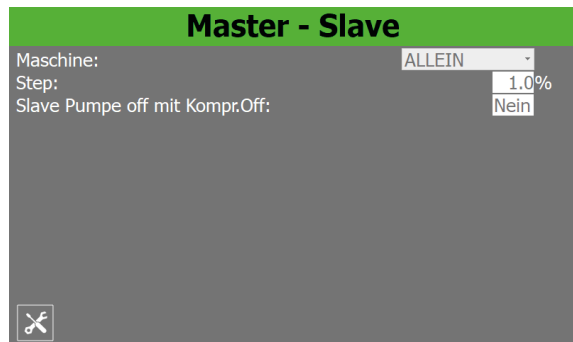 Master - Slave
Maschine: ALLEIN
Step: 1.0%
Slave Pumpe off mit Kompr.Off: Nein